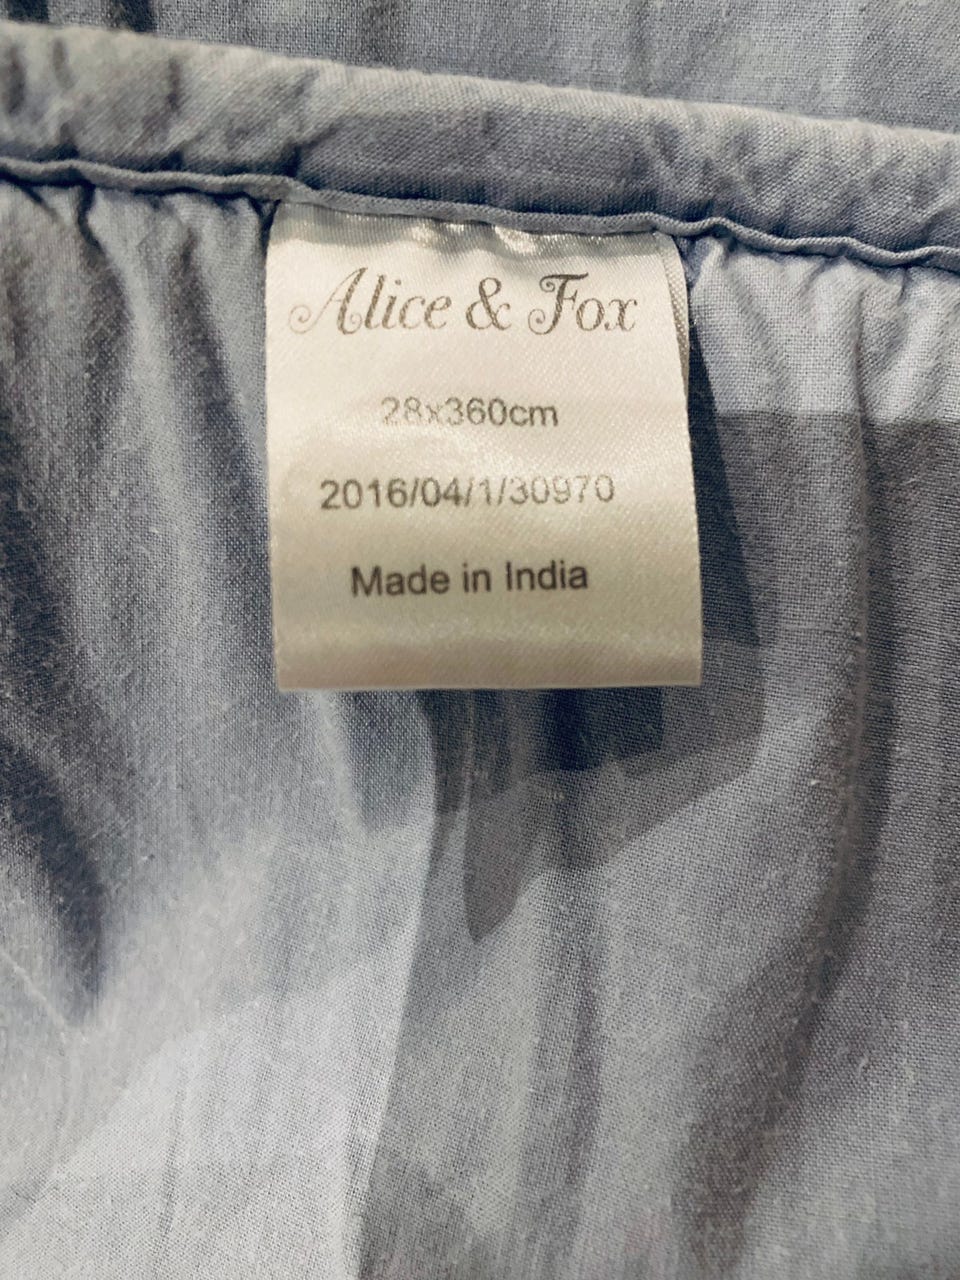 Alice & Fox
28x360cm
2016/04/1/30970
Made in India